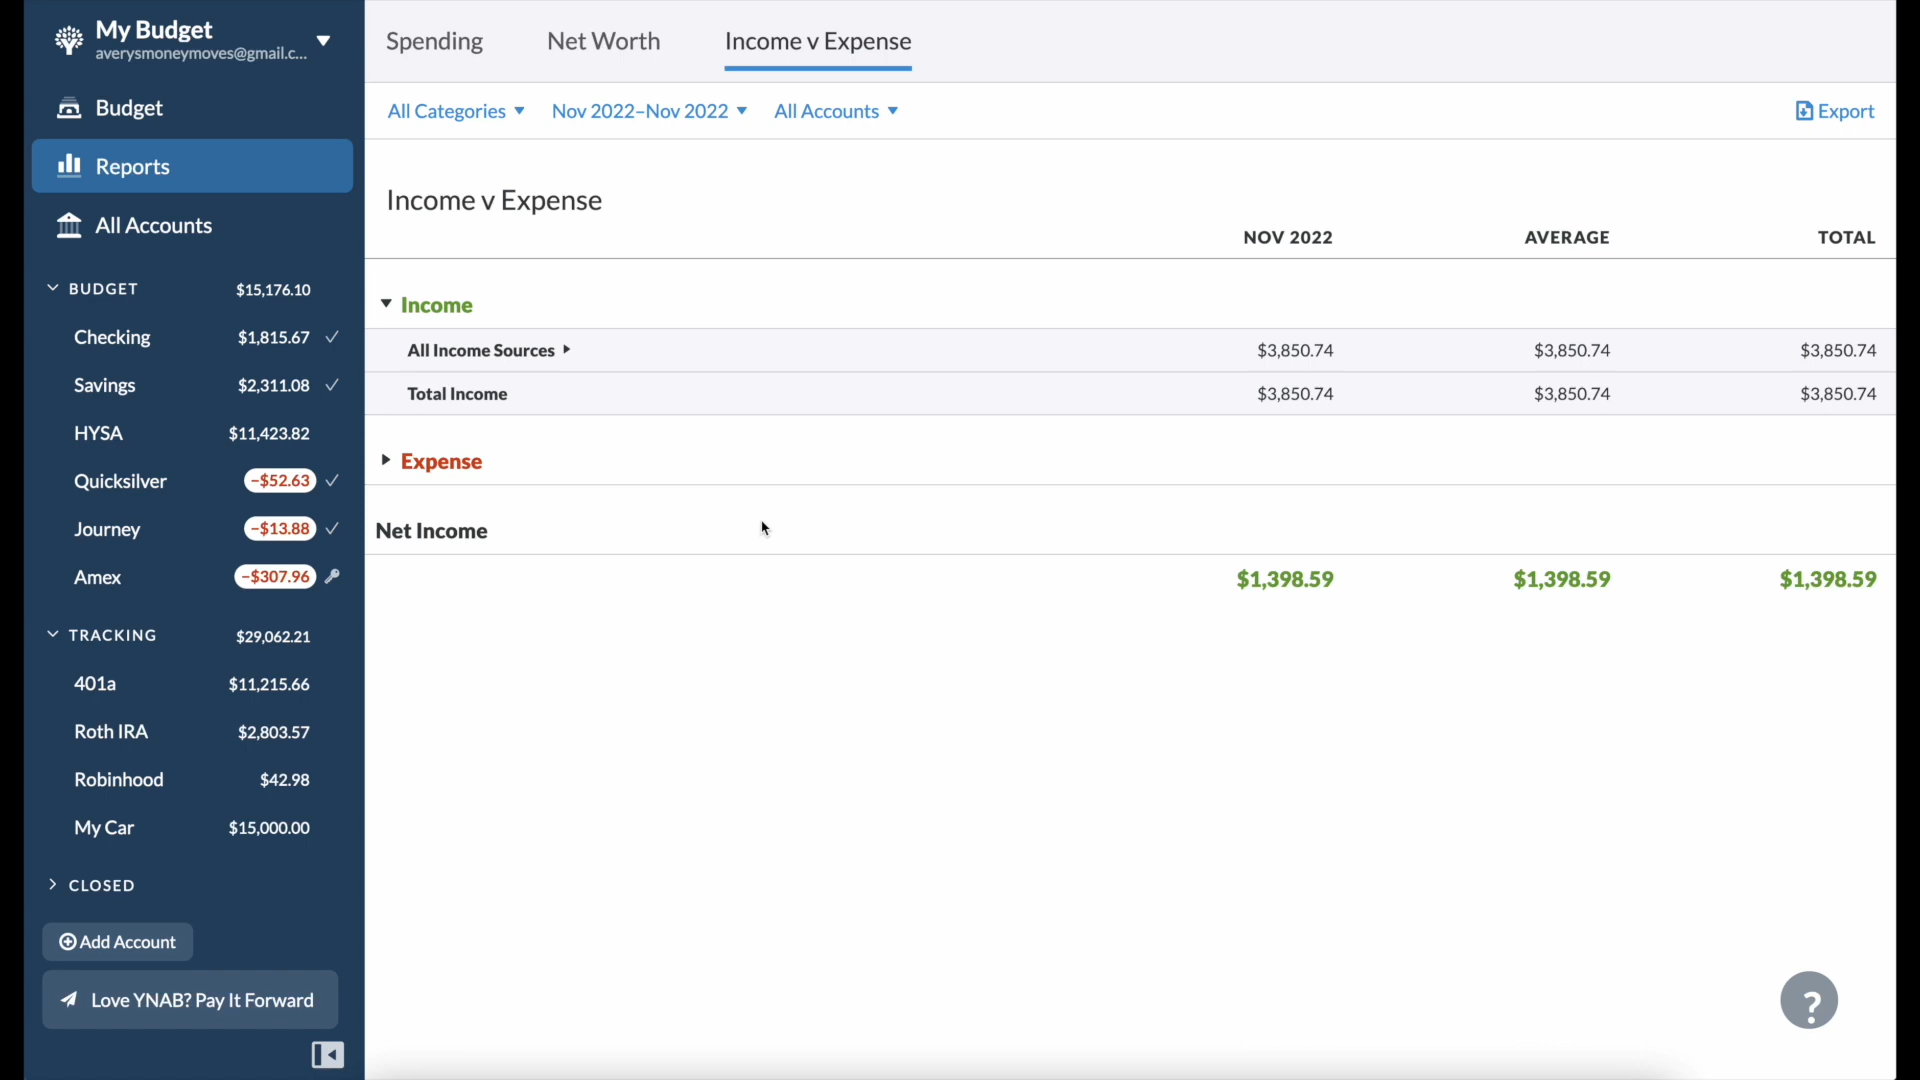 My Budget
averysmoneymoves@gmail.c...
Budget
Reports
All Accounts
BUDGET $15,176.10
Checking $1,815.67
Savings $2,311.08
HYSA $11,423.82
Quicksilver -$52.63
Journey -$13.88
Amex -$307.96
TRACKING $29,062.21
401a $11,215.66
Roth IRA $2,803.57
Robinhood $42.98
My Car $15,000.00
CLOSED
Add Account
Love YNAB? Pay It Forward
Spending Net Worth Income v Expense
All Categories Nov 2022–Nov 2022 All Accounts Export
Income v Expense
NOV 2022 AVERAGE TOTAL
Income
All Income Sources $3,850.74 $3,850.74 $3,850.74
Total Income $3,850.74 $3,850.74 $3,850.74
Expense
Net Income
$1,398.59 $1,398.59 $1,398.59
?